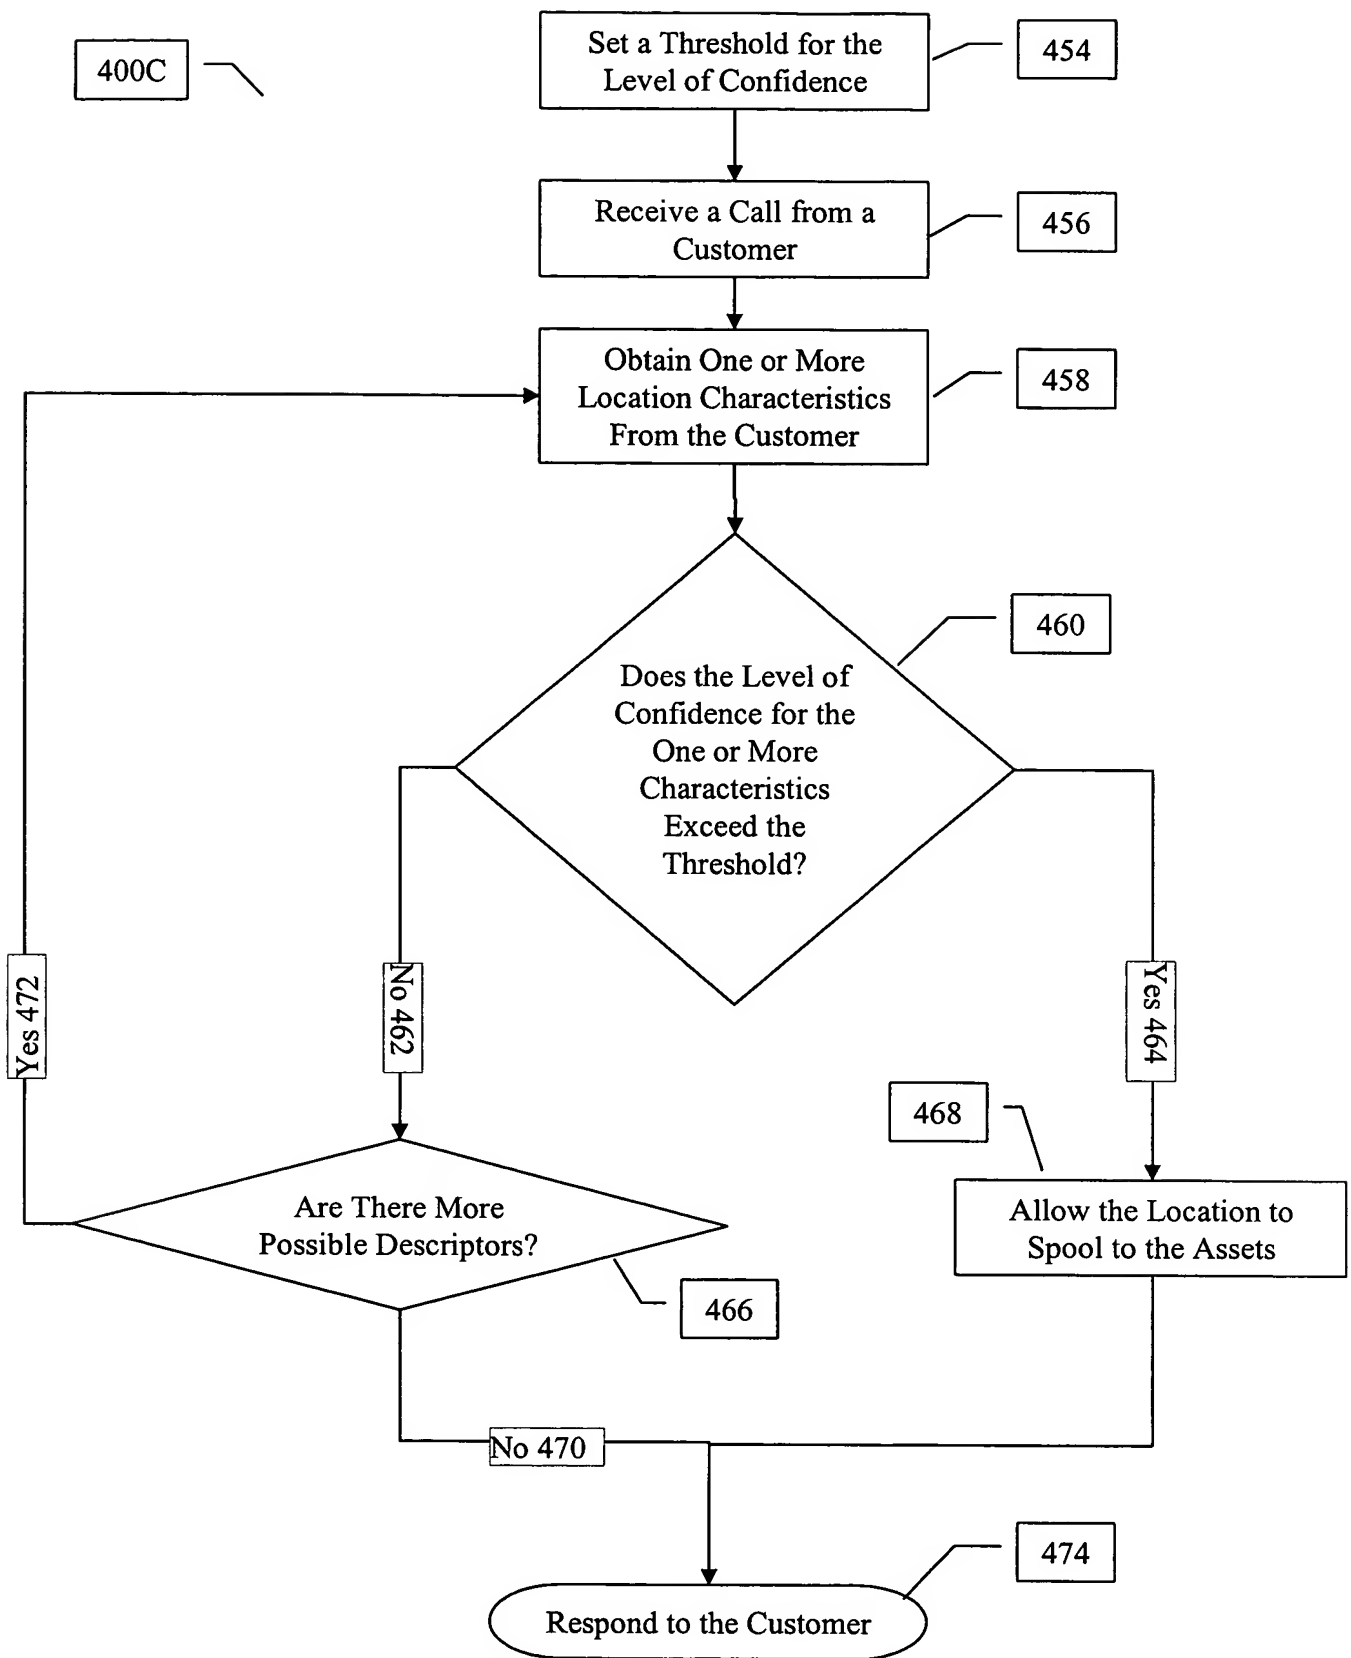 400C
Set a Threshold for the
Level of Confidence
454
Receive a Call from a
Customer
456
Obtain One or More
Location Characteristics
From the Customer
458
460
Does the Level of
Confidence for the
One or More
Characteristics
Exceed the
Threshold?
Yes 472
No 462
Yes 464
468
Are There More
Possible Descriptors?
Allow the Location to
Spool to the Assets
466
No 470
474
Respond to the Customer